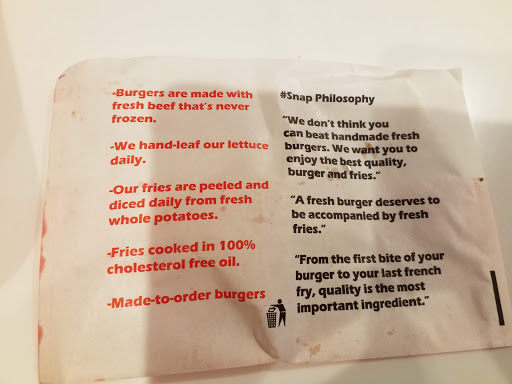 -Burgers are made with
fresh beef that's never
frozen.
-We hand-leaf our lettuce
daily.
-Our fries are peeled and
diced daily from fresh
whole potatoes.
-Fries cooked in 100%
cholesterol free oil.
-Made-to-order burgers
#Snap Philosophy
"We don't think you
can beat handmade fresh
burgers. We want you to
enjoy the best quality,
burger and fries."
"A fresh burger deserves to
be accompanied by fresh
fries."
"From the first bite of your
burger to your last french
fry, quality is the most
important ingredient."